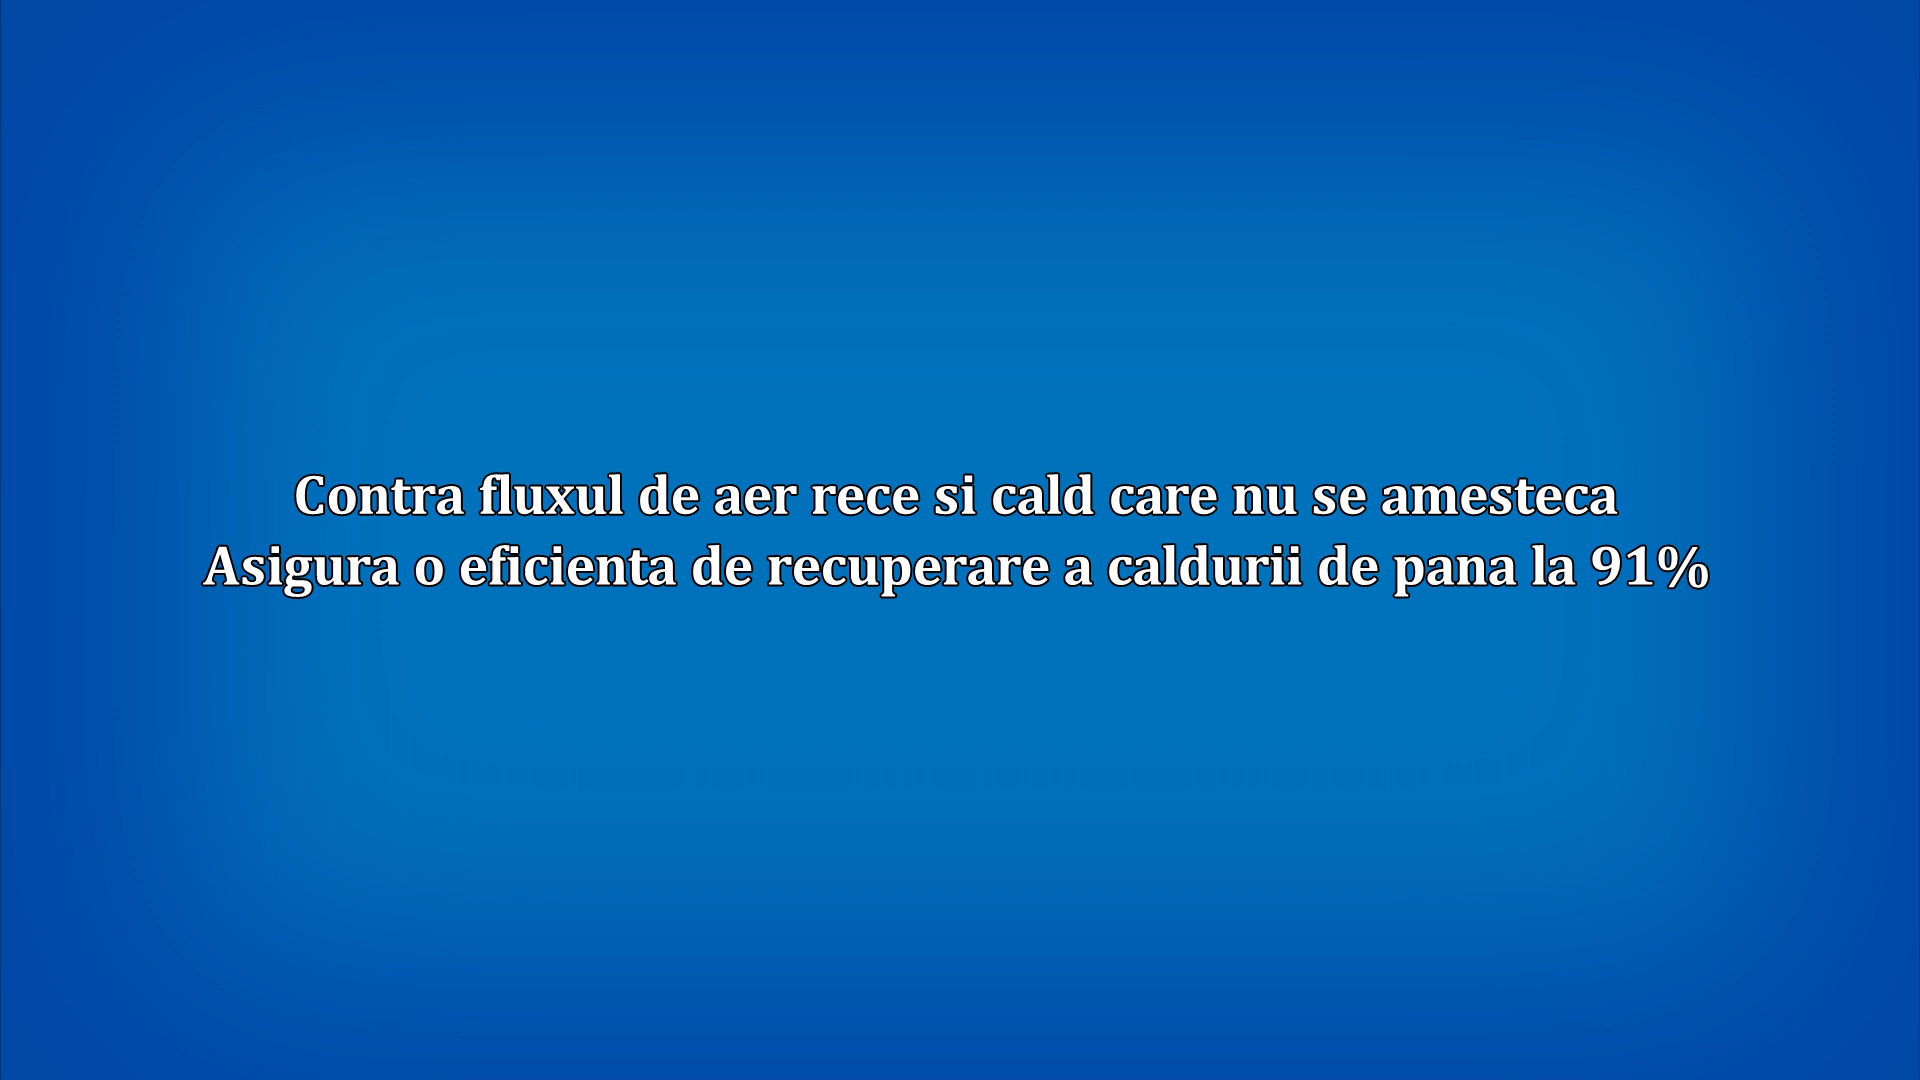 Contra fluxul de aer rece si cald care nu se amesteca
Asigura o eficienta de recuperare a caldurii de pana la 91%